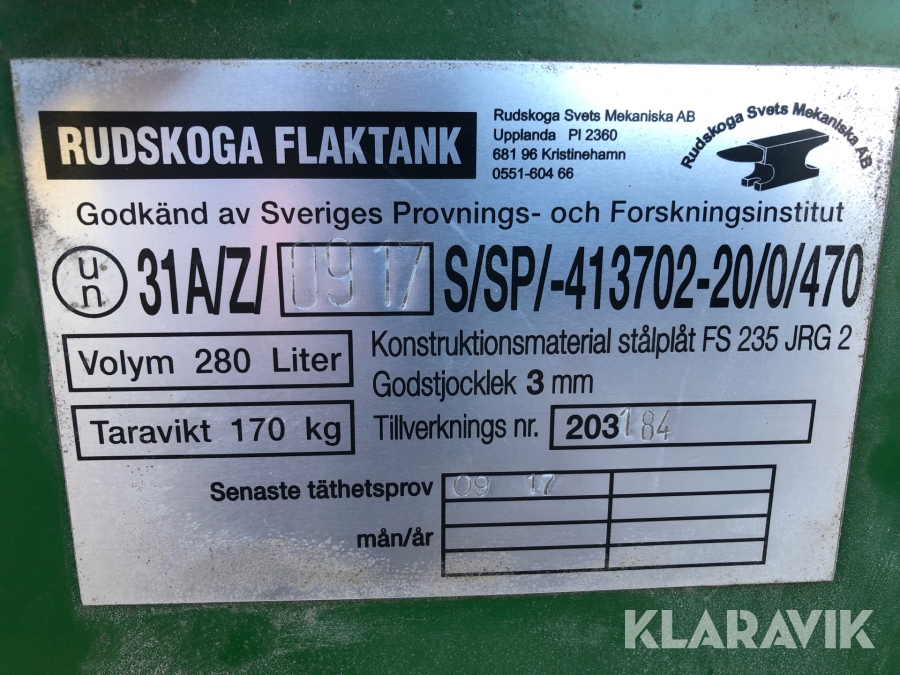 RUDSKOGA FLAKTANK
Rudskoga Svets Mekaniska AB
Upplanda Pl 2360
681 96 Kristinehamn
0551-604 66
Rudskoga Svets Mekaniska AB
Godkänd av Sveriges Provnings- och Forskningsinstitut
un 31A/Z/ 09 17 S/SP/-413702-20/0/470
Volym 280 Liter
Konstruktionsmaterial stålplåt FS 235 JRG 2
Godstjocklek 3 mm
Taravikt 170 kg
Tillverknings nr. 203184
Senaste täthetsprov 09 17
mån/år
KLARAVIK